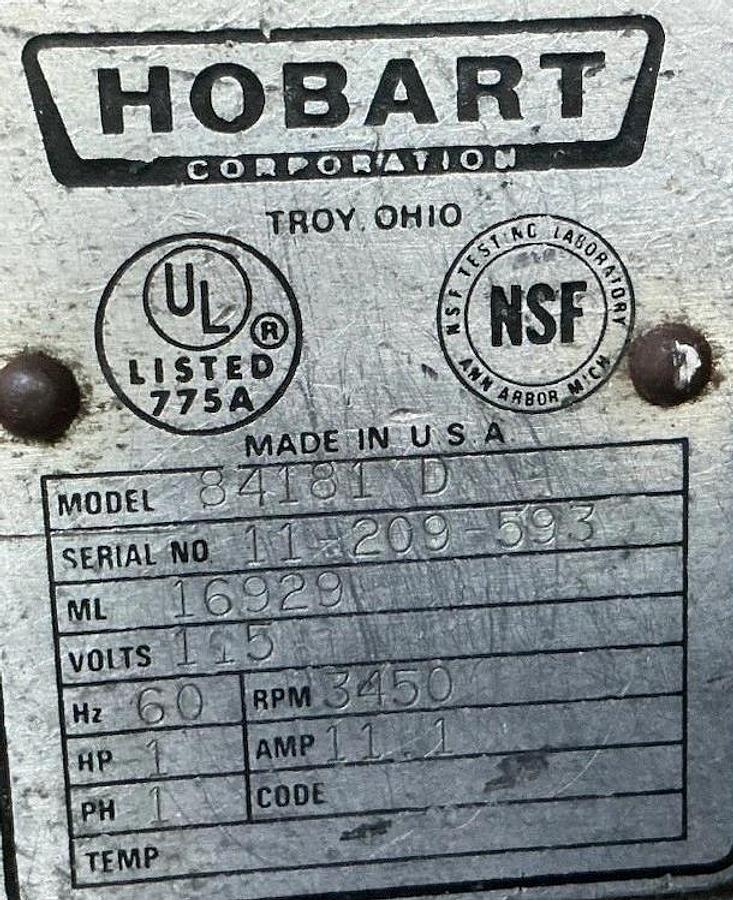 HOBART
CORPORATION
TROY, OHIO
UL
®
LISTED
775A
NSF TESTING LABORATORY
NSF
ANN ARBOR MICH
MADE IN U S A
MODEL 84181 D
SERIAL NO. 11-209-593
ML 16929
VOLTS 115
Hz 60 RPM 3450
HP 1 AMP 11.1
PH 1 CODE
TEMP